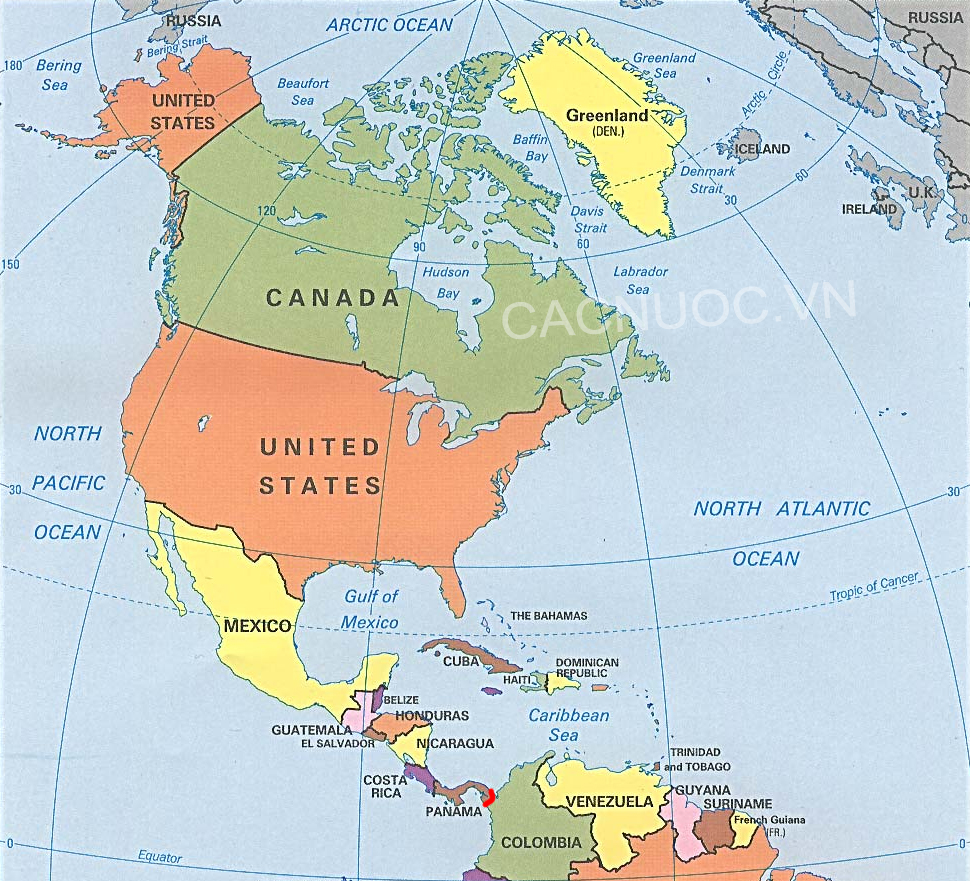 RUSSIA
ARCTIC OCEAN
RUSSIA
Bering Strait
180
Bering
Sea
Beaufort
Sea
Greenland
Sea
UNITED
STATES
Greenland
(DEN.)
Arctic Circle
Baffin
Bay
ICELAND
Denmark
Strait
60
U.K.
IRELAND
30
0
120
Davis
Strait
90
60
150
Hudson
Bay
Labrador
Sea
CANADA
CACNUOC.VN
NORTH
PACIFIC
OCEAN
UNITED
STATES
30
30
NORTH ATLANTIC
OCEAN
Tropic of Cancer
Gulf of
Mexico
THE BAHAMAS
MEXICO
CUBA
DOMINICAN
REPUBLIC
HAITI
BELIZE
HONDURAS
GUATEMALA
EL SALVADOR
NICARAGUA
Caribbean
Sea
TRINIDAD
and TOBAGO
COSTA
RICA
PANAMA
VENEZUELA
GUYANA
SURINAME
French Guiana
(FR.)
COLOMBIA
0
Equator
0